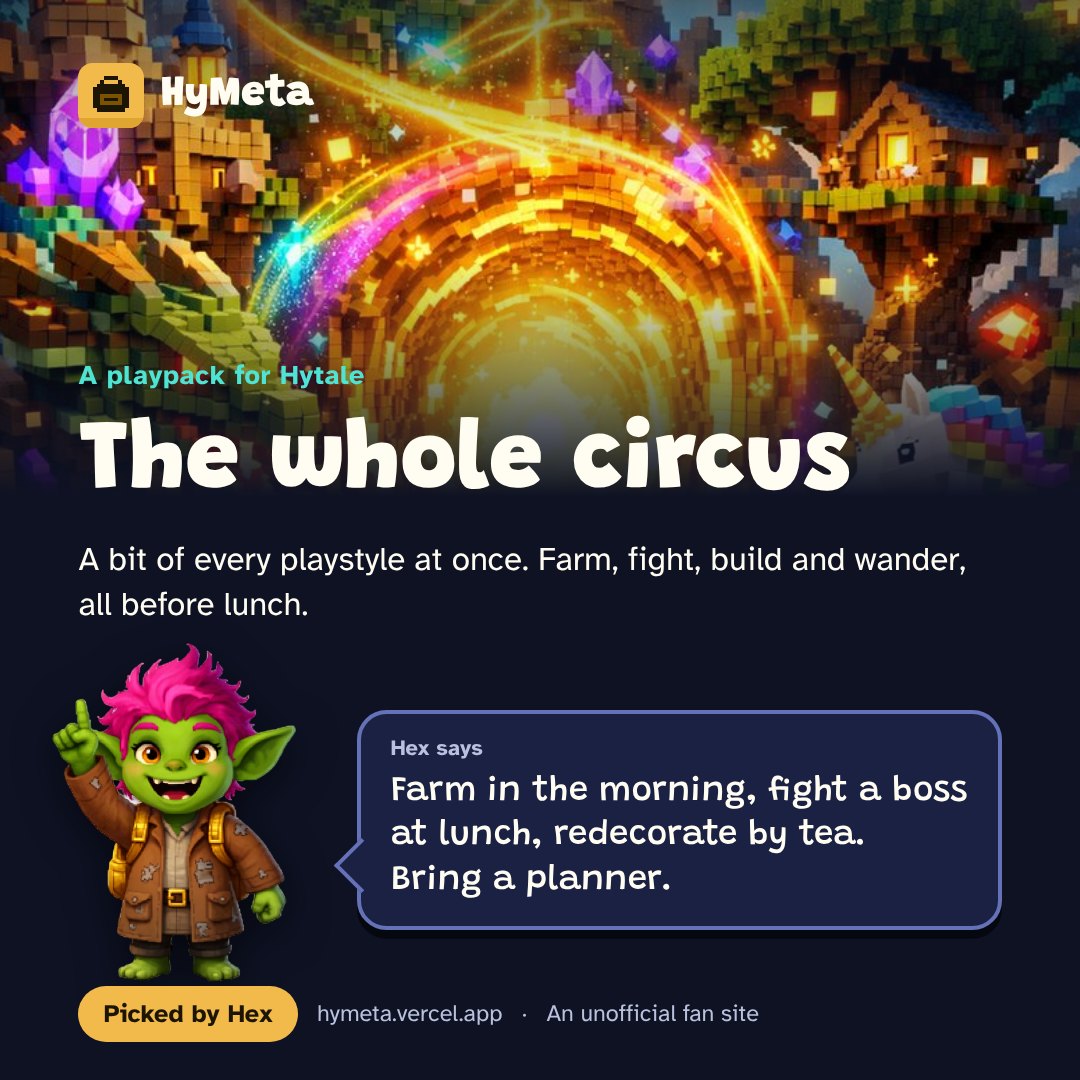 HyMeta
A playpack for Hytale
The whole circus
A bit of every playstyle at once. Farm, fight, build and wander,
all before lunch.
Hex says
Farm in the morning, fight a boss
at lunch, redecorate by tea.
Bring a planner.
Picked by Hex
hymeta.vercel.app · An unofficial fan site